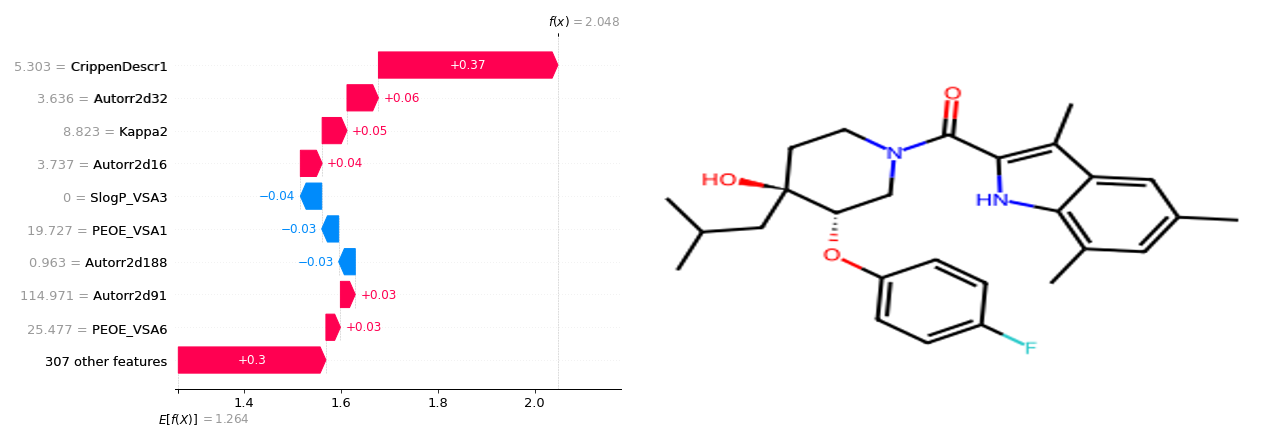 f(x) = 2.048
5.303 = CrippenDescr1 +0.37
3.636 = Autorr2d32 +0.06
8.823 = Kappa2 +0.05
3.737 = Autorr2d16 +0.04
0 = SlogP_VSA3 −0.04
19.727 = PEOE_VSA1 −0.03
0.963 = Autorr2d188 −0.03
114.971 = Autorr2d91 +0.03
25.477 = PEOE_VSA6 +0.03
307 other features +0.3
1.4 1.6 1.8 2.0
E[f(X)] = 1.264
O
N
HO
HN
O
F